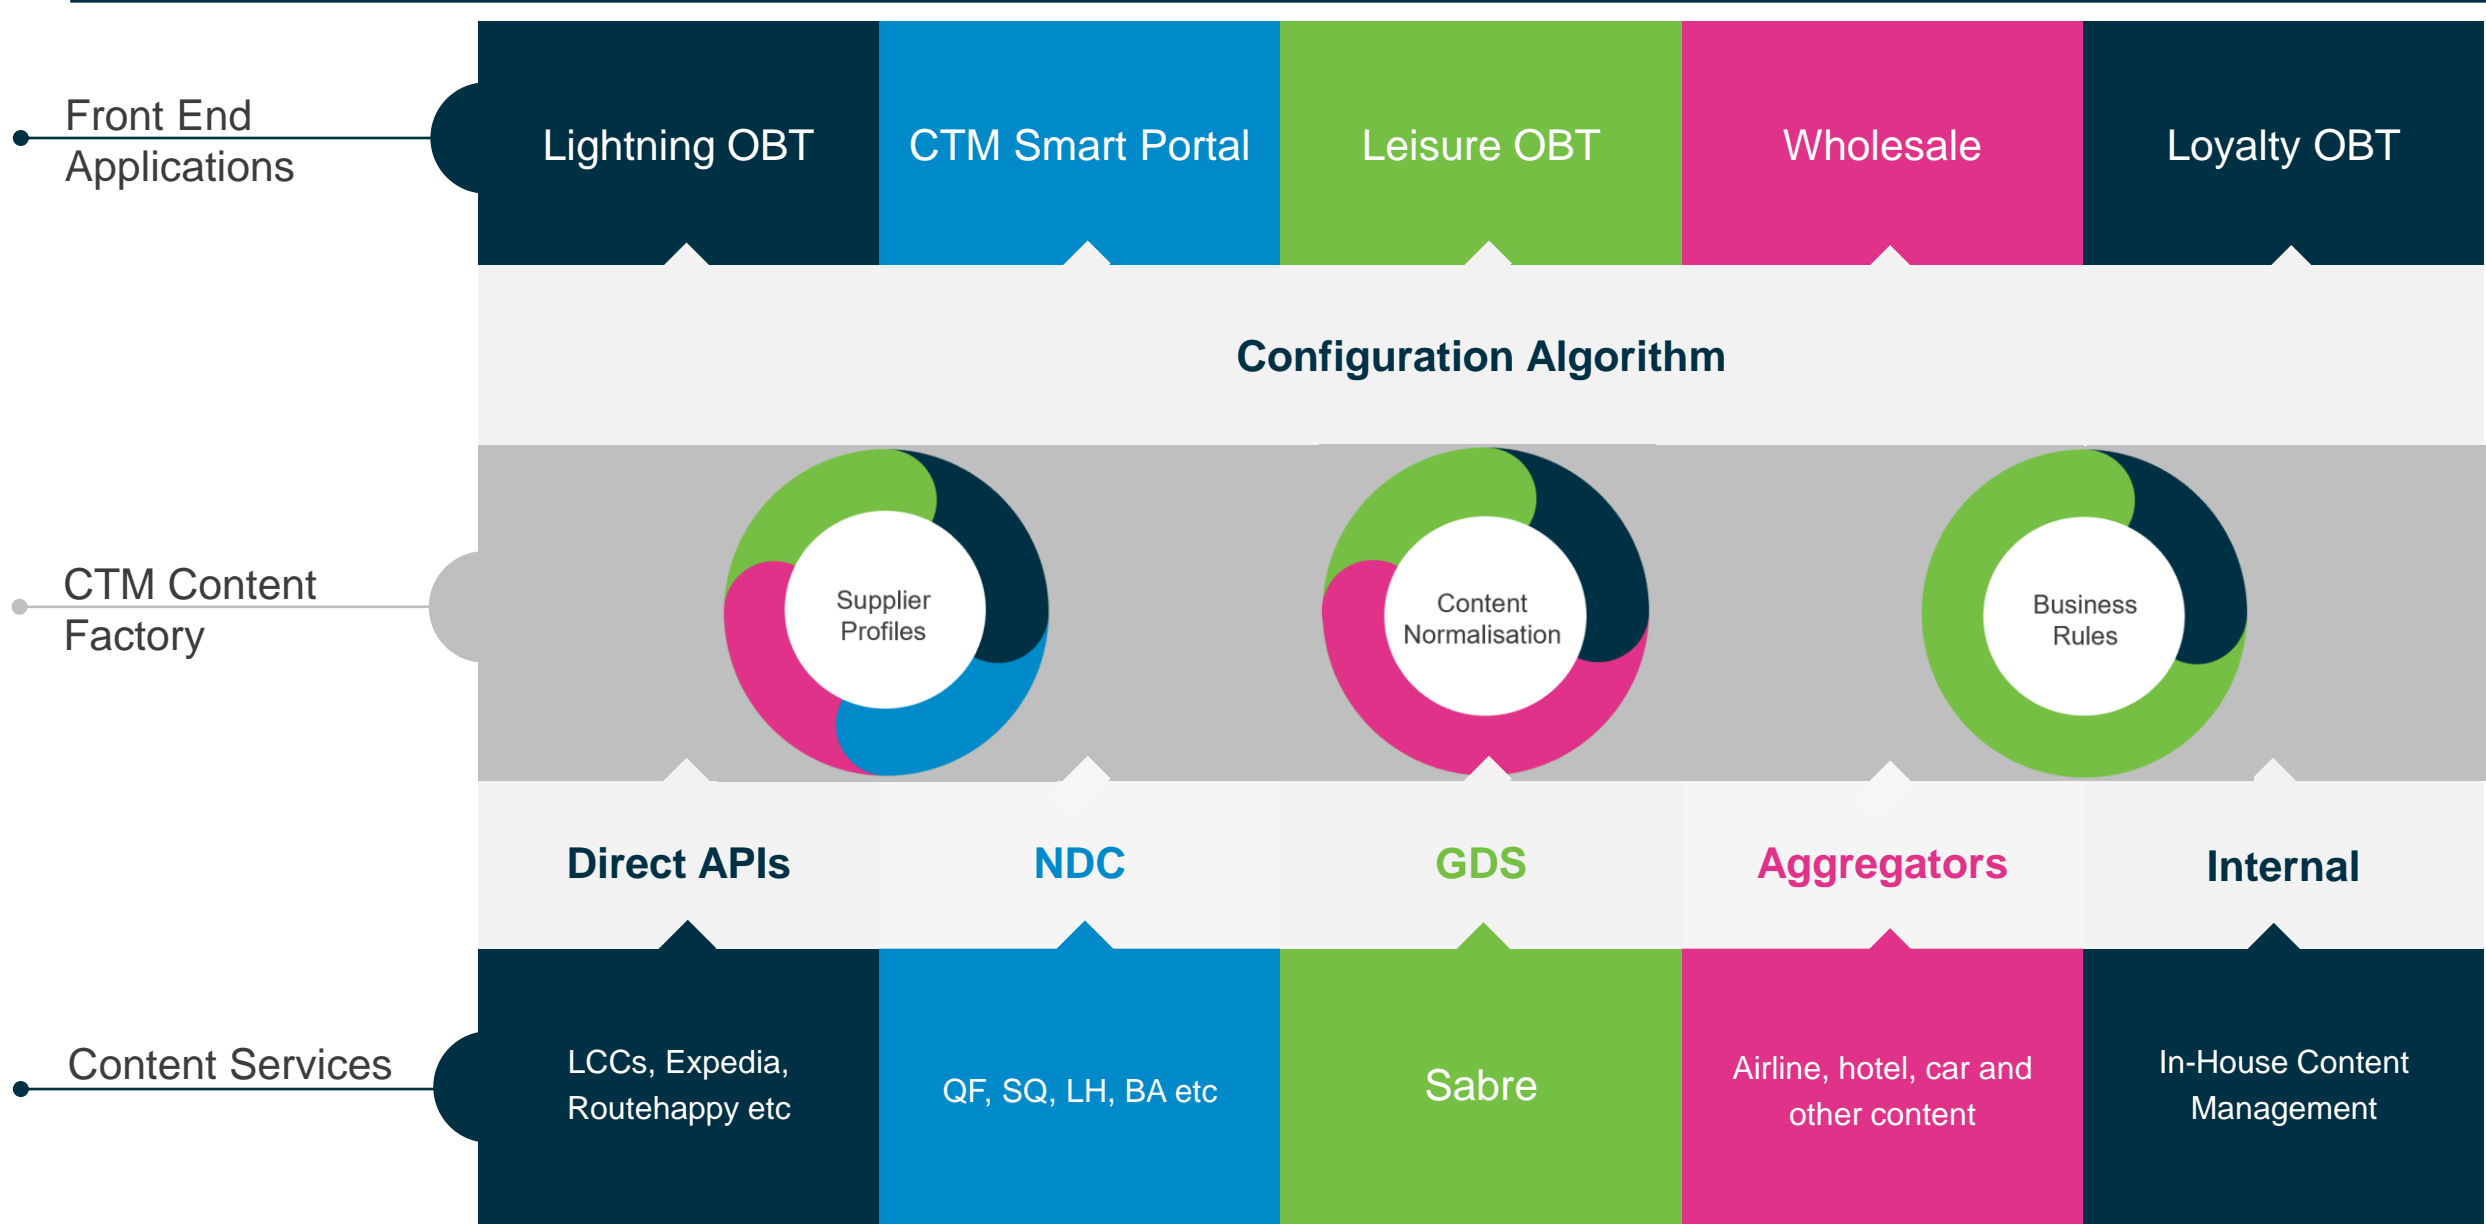 Front End
Applications
Lightning OBT
CTM Smart Portal
Leisure OBT
Wholesale
Loyalty OBT
Configuration Algorithm
CTM Content
Factory
Supplier
Profiles
Content
Normalisation
Business
Rules
Direct APIs
NDC
GDS
Aggregators
Internal
Content Services
LCCs, Expedia,
Routehappy etc
QF, SQ, LH, BA etc
Sabre
Airline, hotel, car and
other content
In-House Content
Management